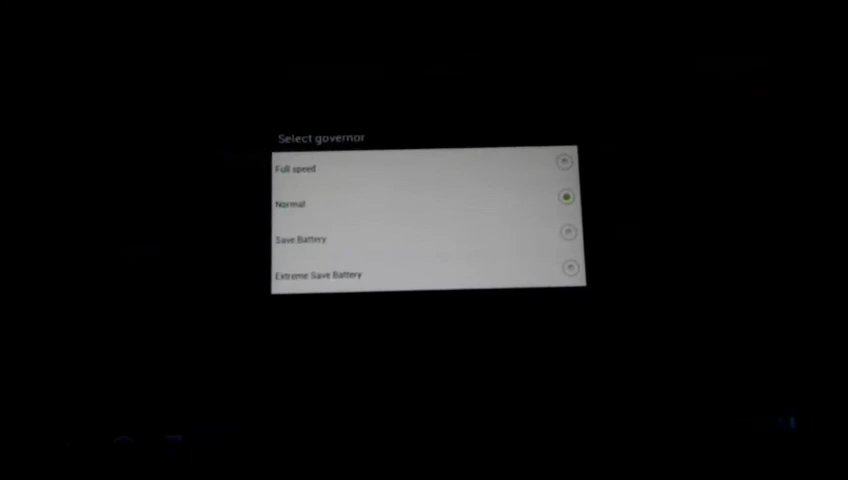 Select governor
Full speed
Normal
Save Battery
Extreme Save Battery